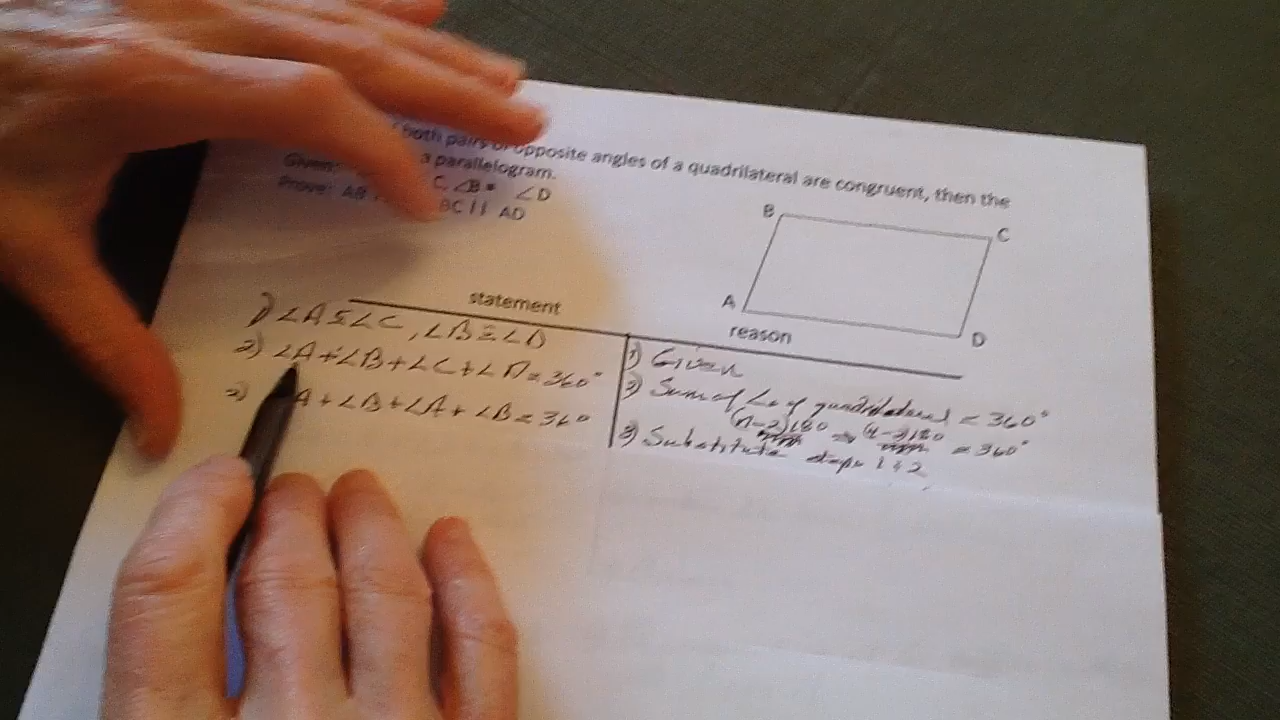 both pairs of opposite angles of a quadrilateral are congruent, then the
a parallelogram.
Given: C, ∠B ∠D
Prove: AB BC || AD
B
C
A
D
statement
reason
1) ∠A ≅ ∠C, ∠B ≅ ∠D
1) Given
2) ∠A + ∠B + ∠C + ∠D = 360°
2) Sum of ∠s of quadrilateral = 360°
(n-2)180 ⇒ (4-2)180 = 360°
A + ∠B + ∠A + ∠B = 360
3) Substitute steps 1 & 2